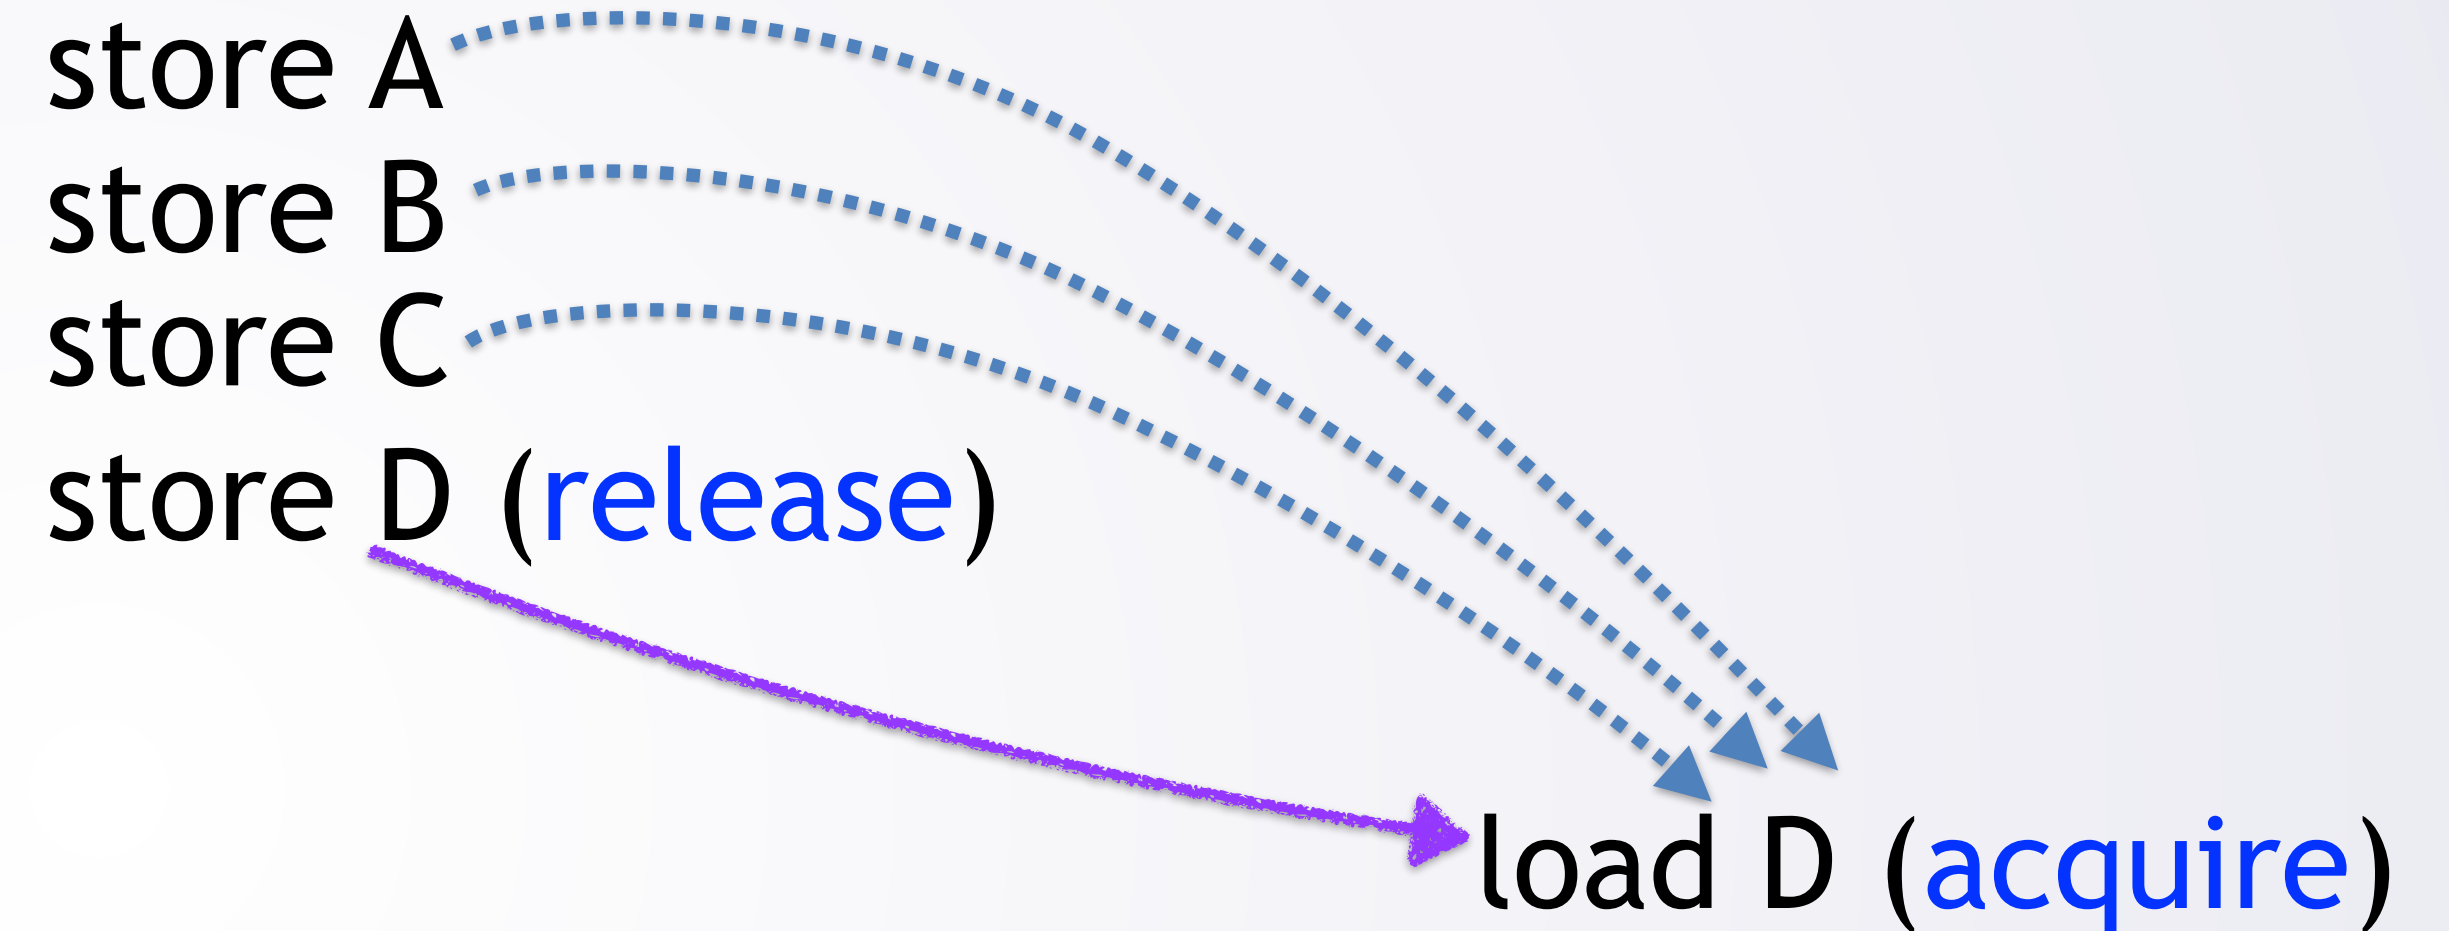 store A
store B
store C
store D (release)
load D (acquire)